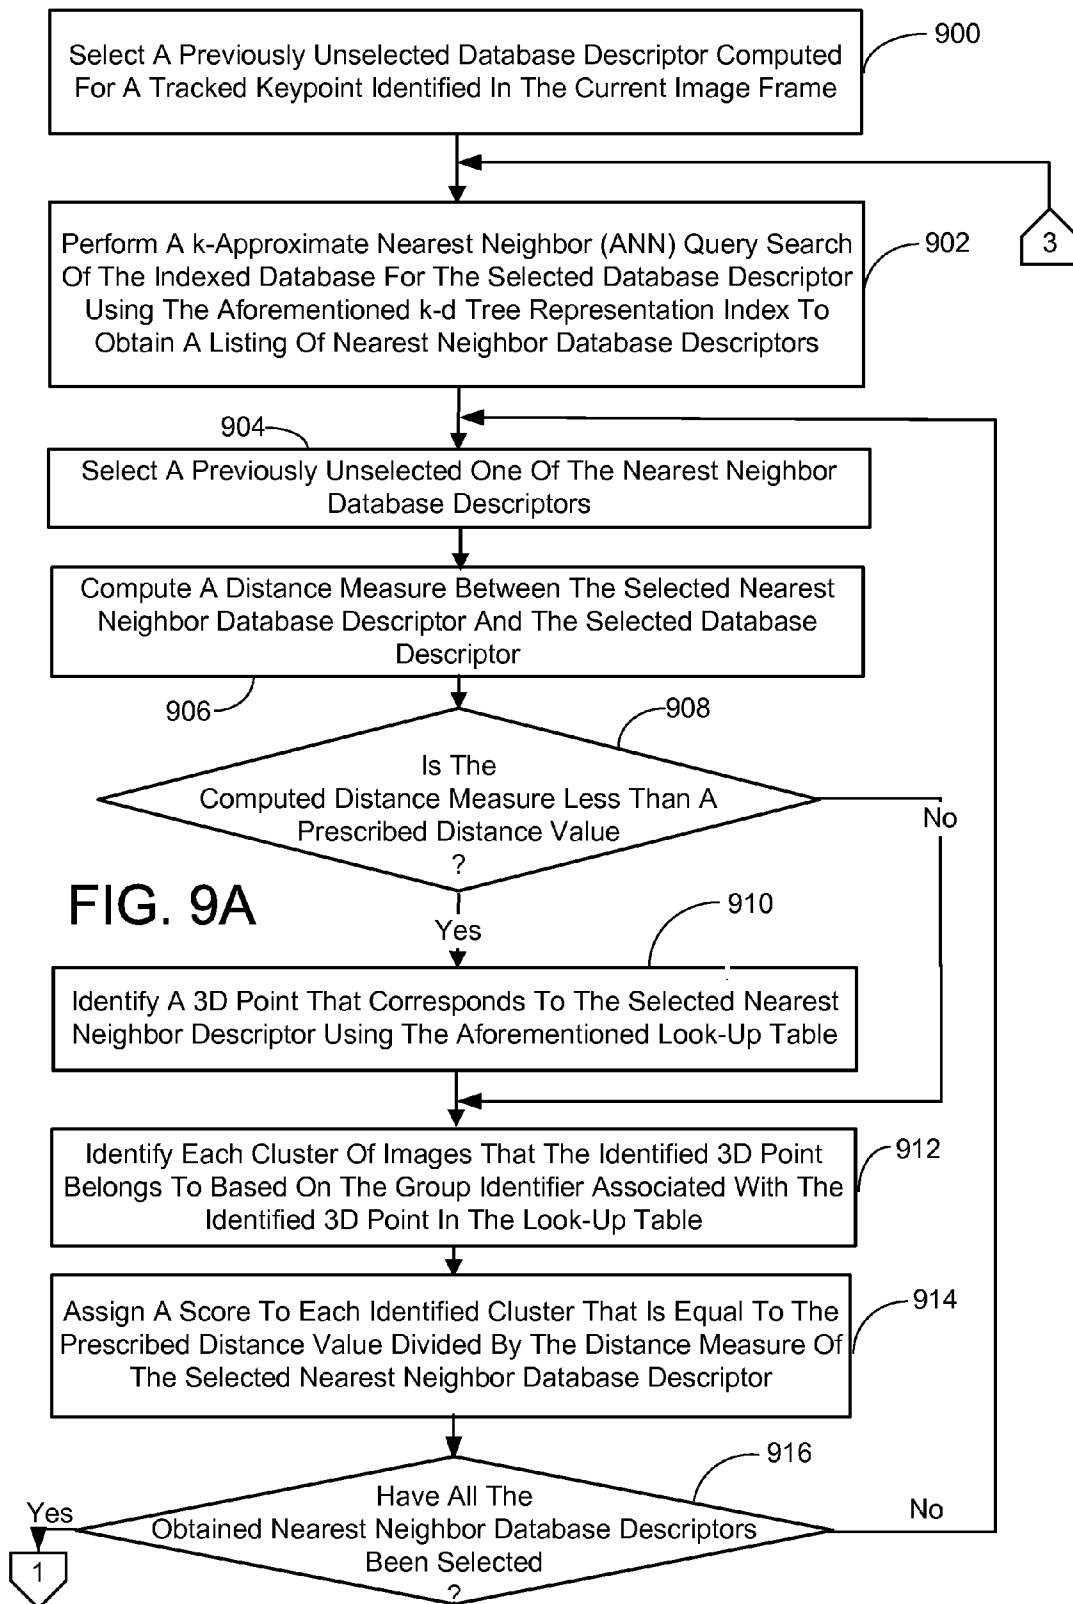 Select A Previously Unselected Database Descriptor Computed
For A Tracked Keypoint Identified In The Current Image Frame
900
3
Perform A k-Approximate Nearest Neighbor (ANN) Query Search
Of The Indexed Database For The Selected Database Descriptor
Using The Aforementioned k-d Tree Representation Index To
Obtain A Listing Of Nearest Neighbor Database Descriptors
902
904
Select A Previously Unselected One Of The Nearest Neighbor
Database Descriptors
Compute A Distance Measure Between The Selected Nearest
Neighbor Database Descriptor And The Selected Database
Descriptor
906
908
Is The
Computed Distance Measure Less Than A
Prescribed Distance Value
?
No
FIG. 9A
Yes
910
Identify A 3D Point That Corresponds To The Selected Nearest
Neighbor Descriptor Using The Aforementioned Look-Up Table
Identify Each Cluster Of Images That The Identified 3D Point
Belongs To Based On The Group Identifier Associated With The
Identified 3D Point In The Look-Up Table
912
Assign A Score To Each Identified Cluster That Is Equal To The
Prescribed Distance Value Divided By The Distance Measure Of
The Selected Nearest Neighbor Database Descriptor
914
916
Have All The
Obtained Nearest Neighbor Database Descriptors
Been Selected
?
Yes
No
1